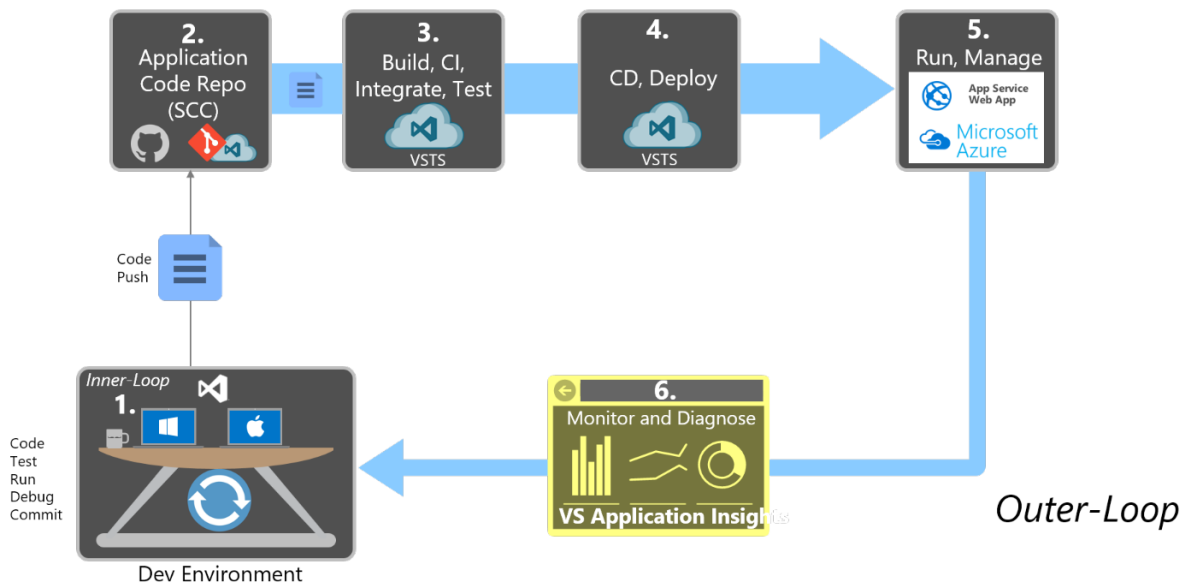 2.
Application
Code Repo
(SCC)
3.
Build, CI,
Integrate, Test
VSTS
4.
CD, Deploy
VSTS
5.
Run, Manage
App Service
Web App
Microsoft
Azure
Code
Push
Inner-Loop
1.
Code
Test
Run
Debug
Commit
Dev Environment
6.
Monitor and Diagnose
VS Application Insights
Outer-Loop